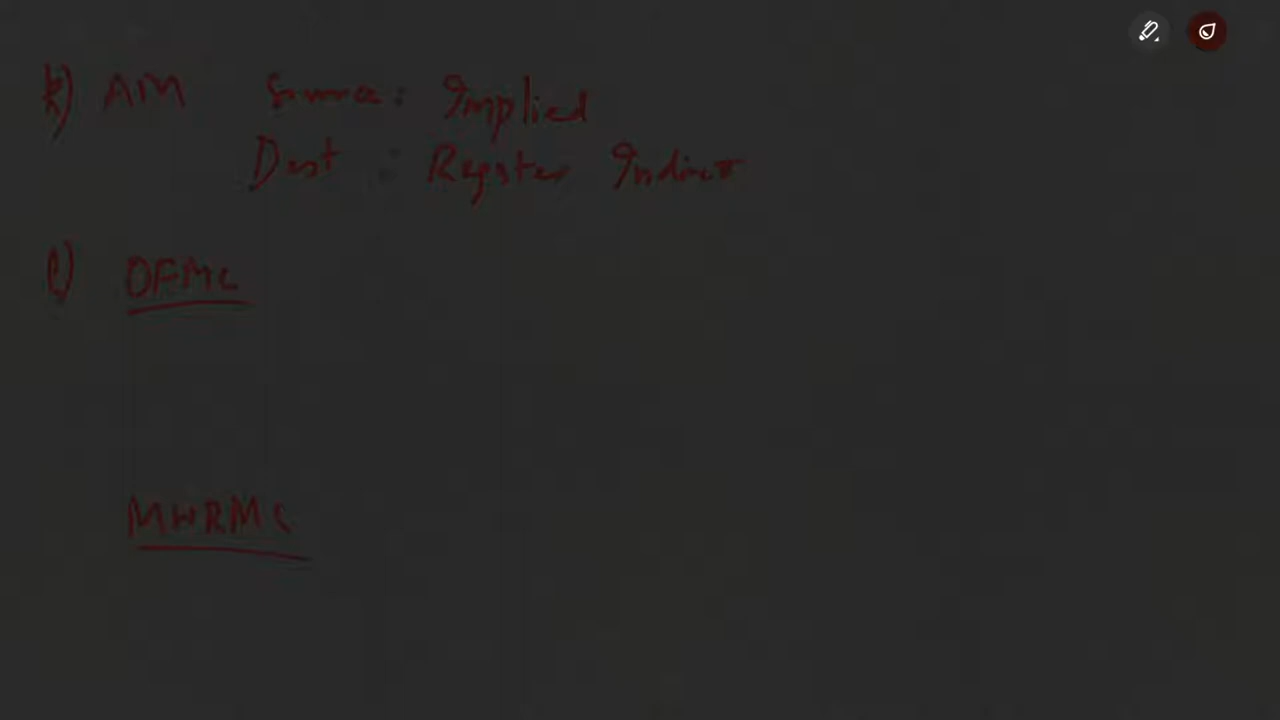 k) AM Source : Implied
Dest : Register Indirect
l) OFMC
MWRMC